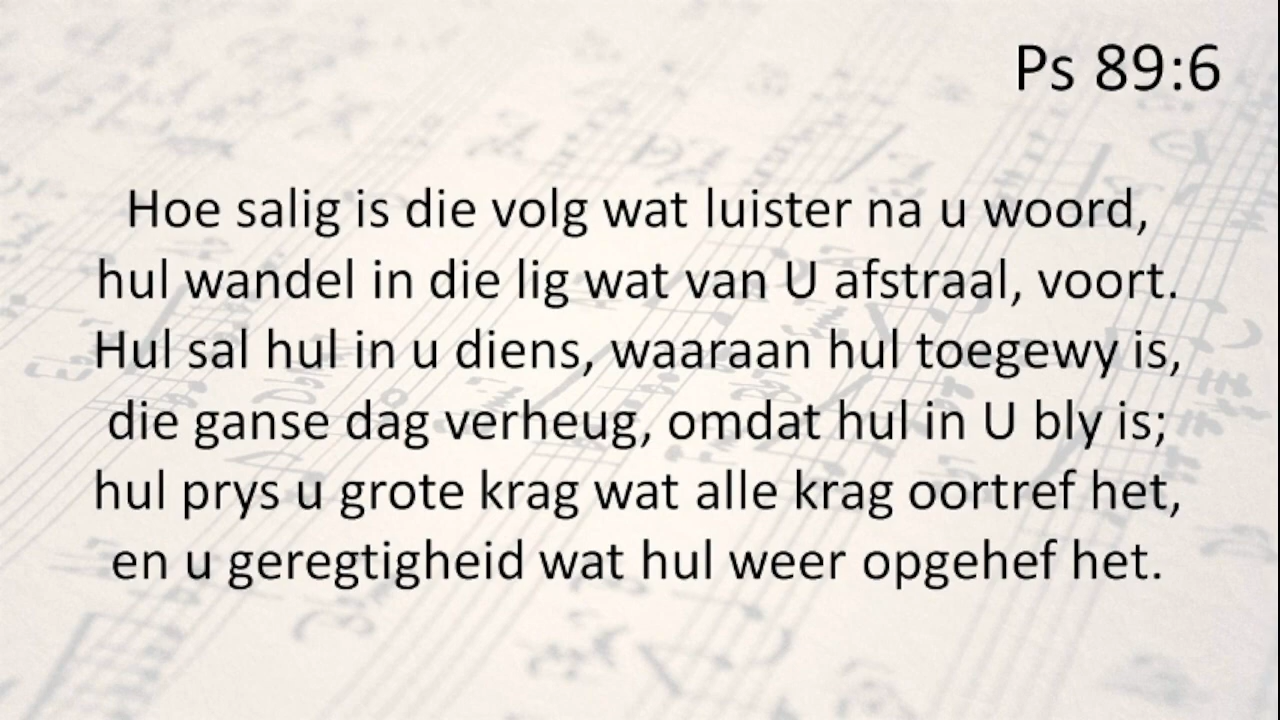 Ps 89:6
Hoe salig is die volg wat luister na u woord,
hul wandel in die lig wat van U afstraal, voort.
Hul sal hul in u diens, waaraan hul toegewy is,
die ganse dag verheug, omdat hul in U bly is;
hul prys u grote krag wat alle krag oortref het,
en u geregtigheid wat hul weer opgehef het.